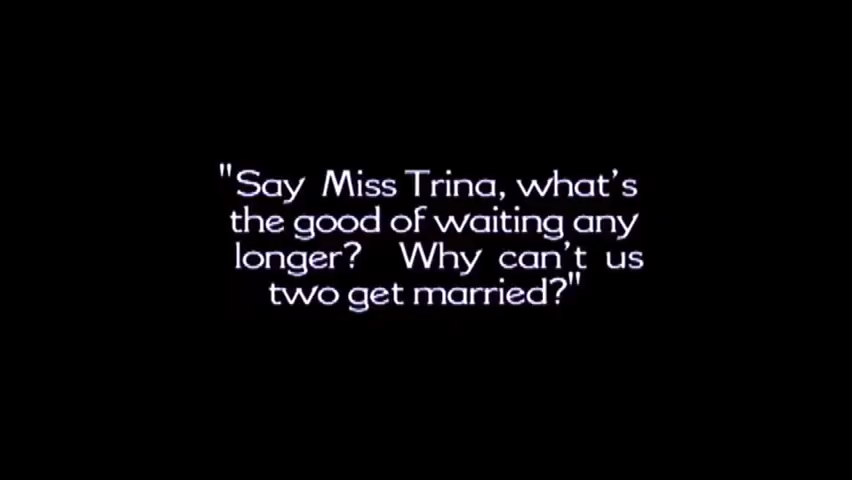 "Say Miss Trina, what's
the good of waiting any
longer? Why can't us
two get married?"